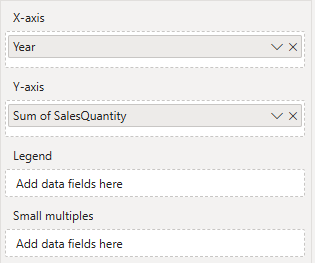 X-axis
Year
Y-axis
Sum of SalesQuantity
Legend
Add data fields here
Small multiples
Add data fields here